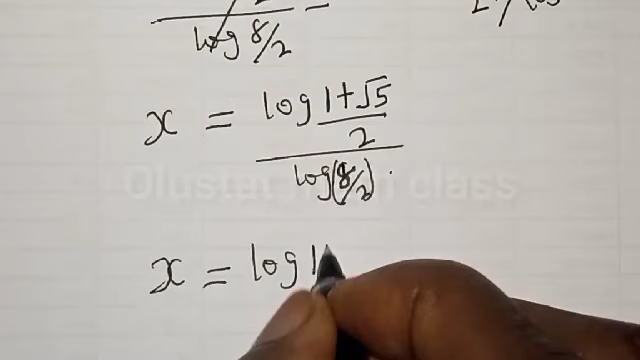 log 8/2
x = log (1+√5)/2
log(8/2)
Olustat math class
x = log 1